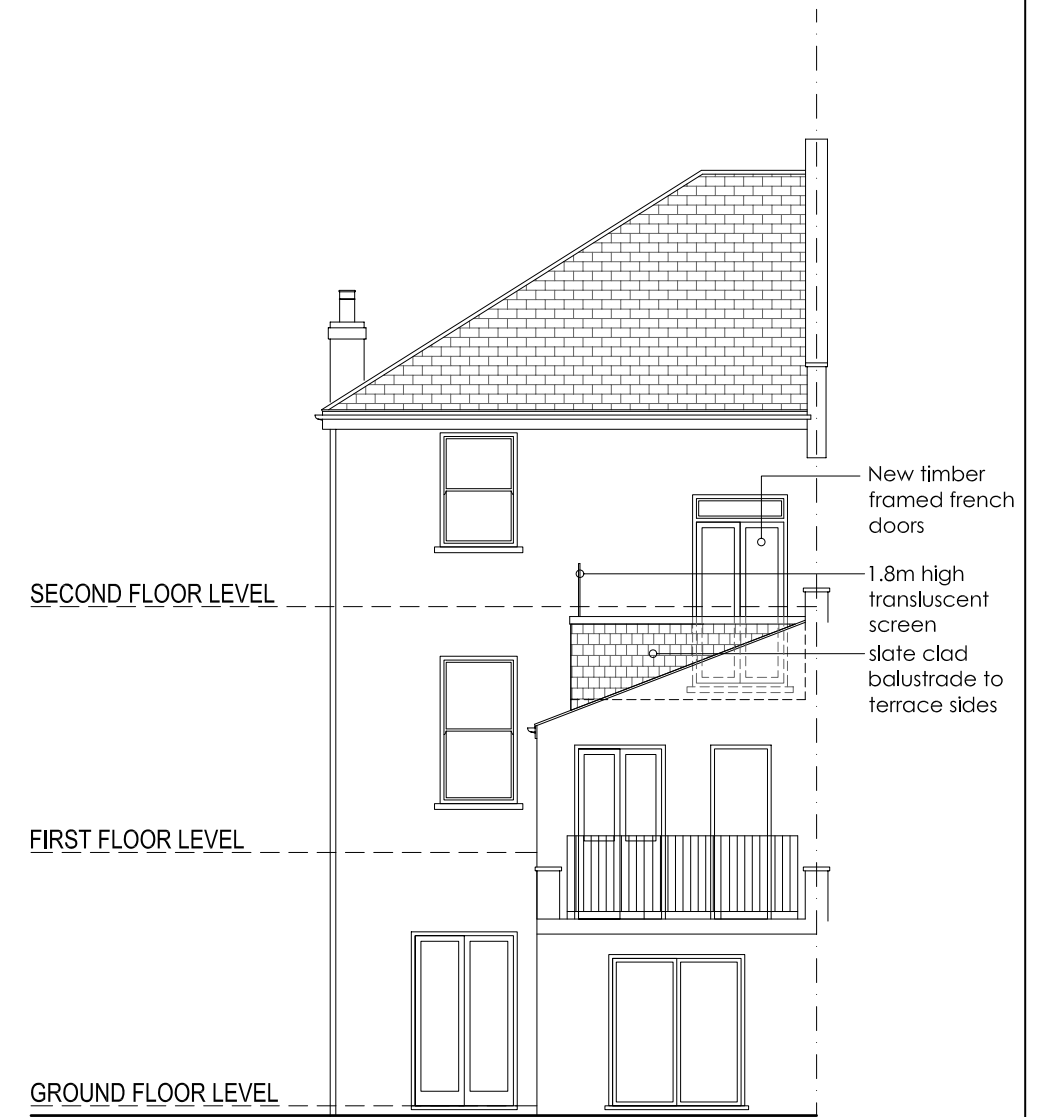 New timber
framed french
doors
1.8m high
transluscent
screen
slate clad
balustrade to
terrace sides
SECOND FLOOR LEVEL
FIRST FLOOR LEVEL
GROUND FLOOR LEVEL